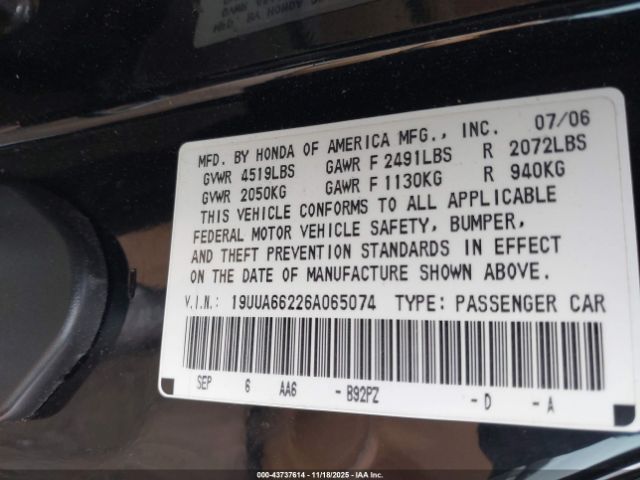 MFD. BY HONDA OF AMERICA MFG., INC. 07/06
GVWR 4519LBS GAWR F 2491LBS R 2072LBS
GVWR 2050KG GAWR F 1130KG R 940KG
THIS VEHICLE CONFORMS TO ALL APPLICABLE
FEDERAL MOTOR VEHICLE SAFETY, BUMPER,
AND THEFT PREVENTION STANDARDS IN EFFECT
ON THE DATE OF MANUFACTURE SHOWN ABOVE.
V.I.N.: 19UUA66226A065074 TYPE: PASSENGER CAR
SEP 6 AA6 - B92PZ - D - A
000-43737614 - 11/18/2025 - IAA Inc.